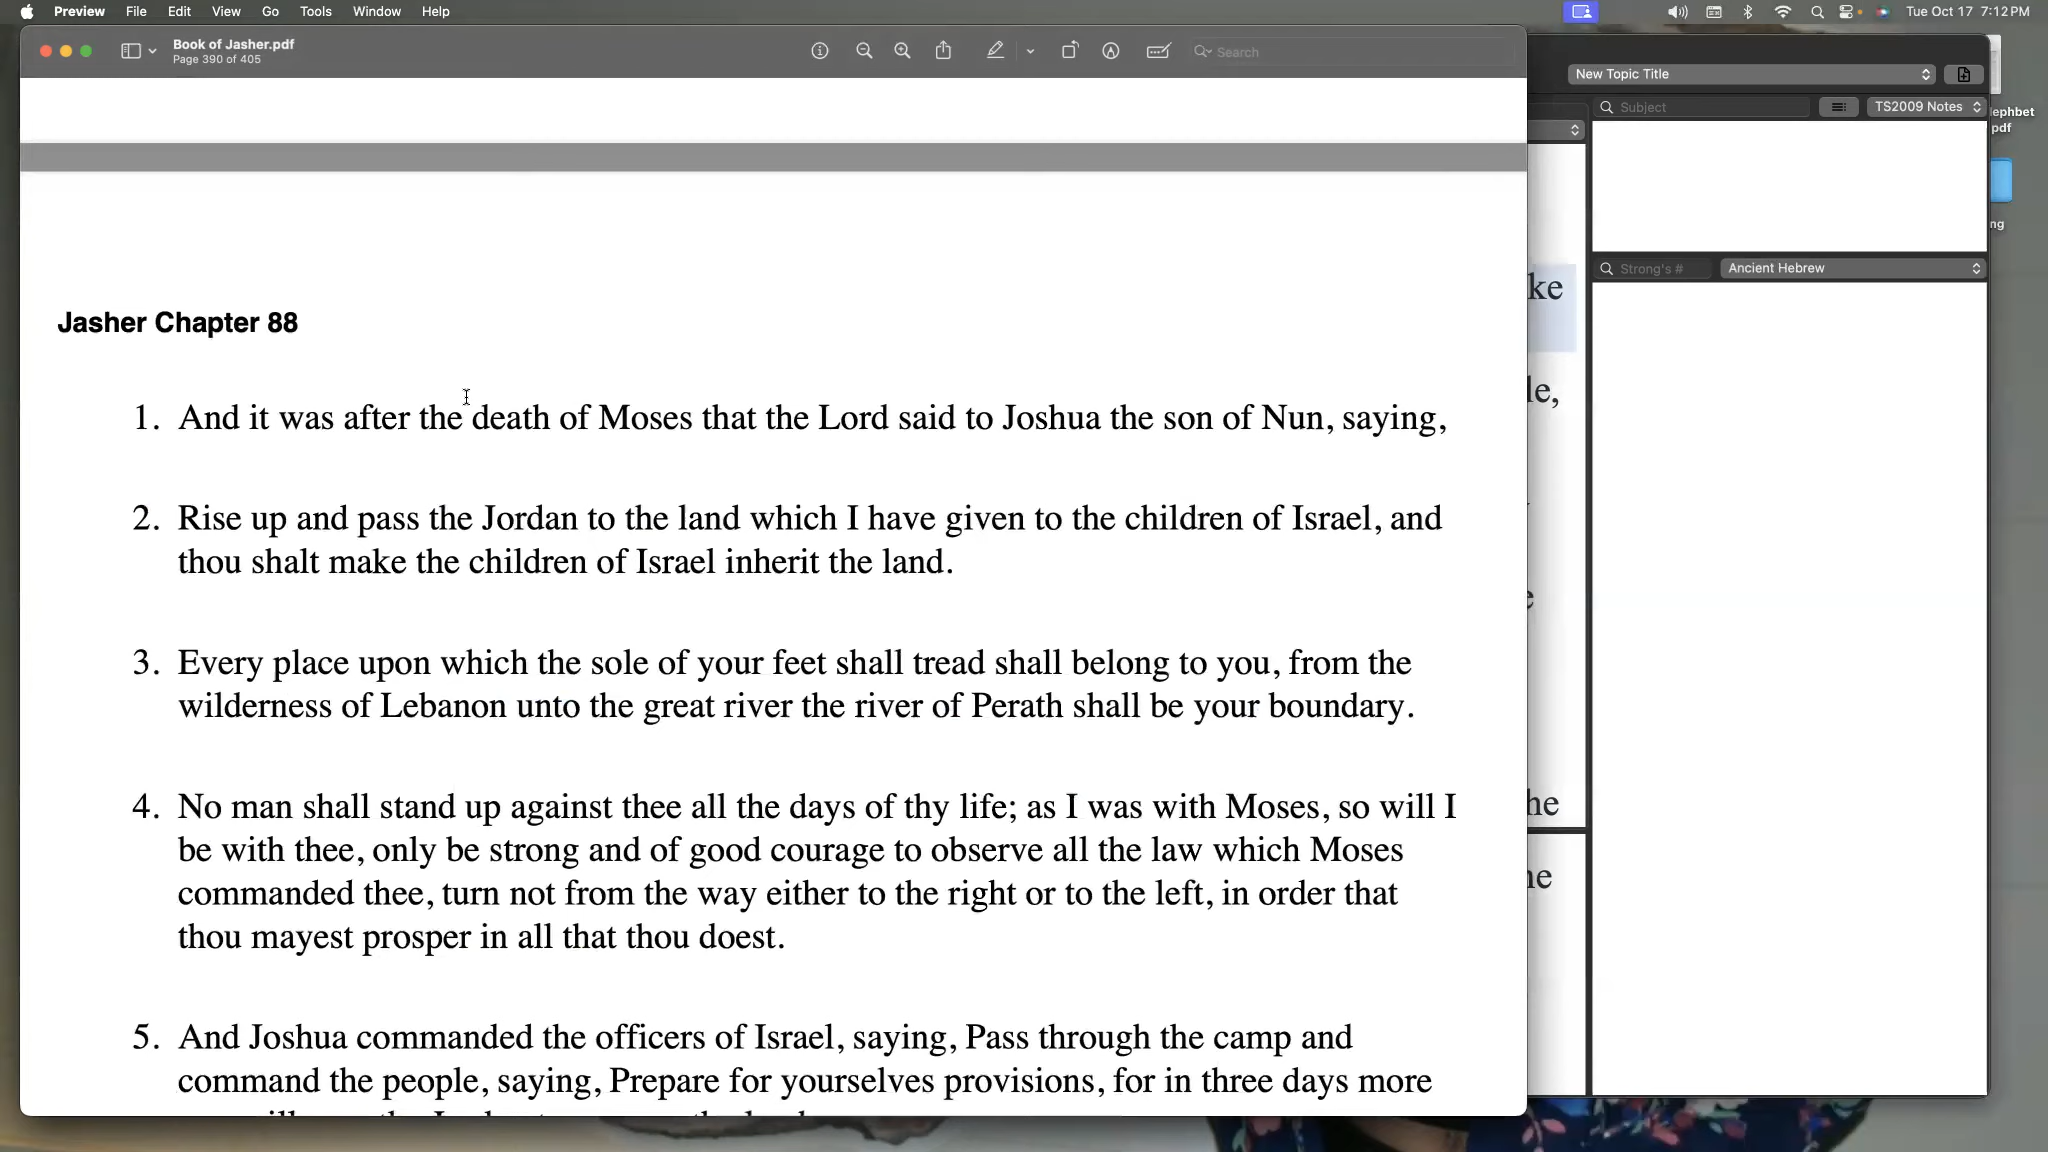 Preview File Edit View Go Tools Window Help
Tue Oct 17 7:12 PM
Book of Jasher.pdf
Page 390 of 405
Search
New Topic Title
Subject
TS2009 Notes
lephbet
pdf
ng
Strong's #
Ancient Hebrew
ke
le,
he
Jasher Chapter 88
1. And it was after the death of Moses that the Lord said to Joshua the son of Nun, saying,
2. Rise up and pass the Jordan to the land which I have given to the children of Israel, and
thou shalt make the children of Israel inherit the land.
3. Every place upon which the sole of your feet shall tread shall belong to you, from the
wilderness of Lebanon unto the great river the river of Perath shall be your boundary.
4. No man shall stand up against thee all the days of thy life; as I was with Moses, so will I
be with thee, only be strong and of good courage to observe all the law which Moses
commanded thee, turn not from the way either to the right or to the left, in order that
thou mayest prosper in all that thou doest.
5. And Joshua commanded the officers of Israel, saying, Pass through the camp and
command the people, saying, Prepare for yourselves provisions, for in three days more